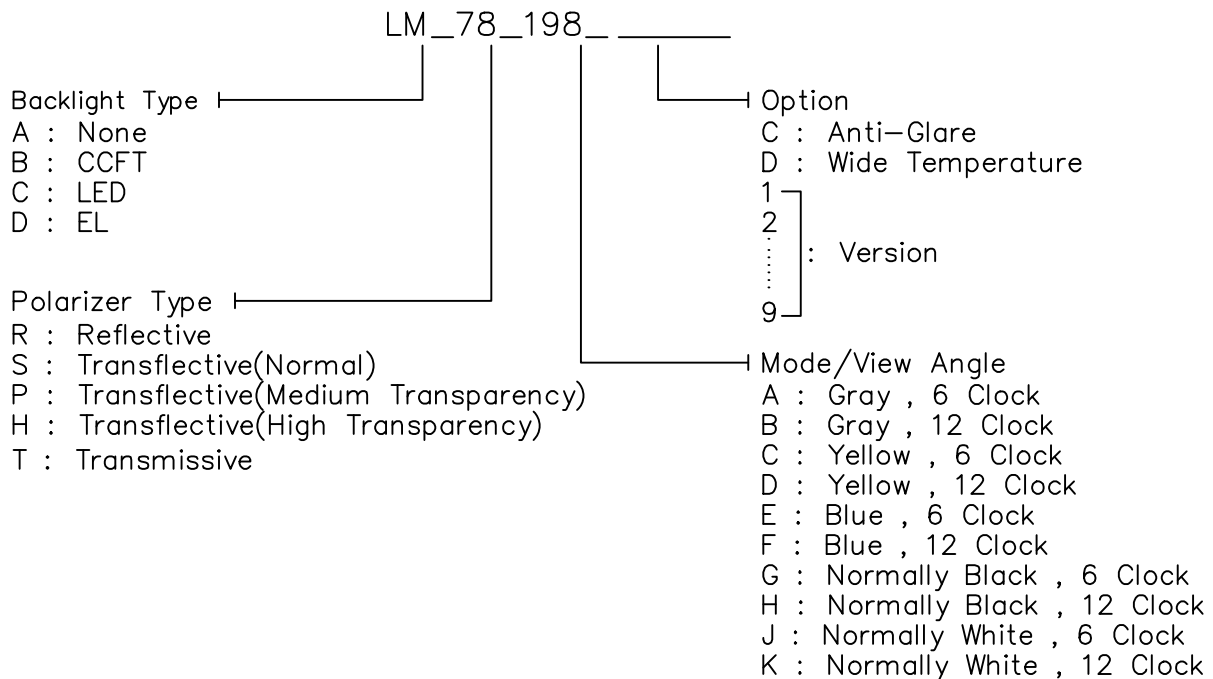 LM_78_198_ ______
Backlight Type
A : None
B : CCFT
C : LED
D : EL
Polarizer Type
R : Reflective
S : Transflective(Normal)
P : Transflective(Medium Transparency)
H : Transflective(High Transparency)
T : Transmissive
Option
C : Anti-Glare
D : Wide Temperature
1
2
: Version
9
Mode/View Angle
A : Gray , 6 Clock
B : Gray , 12 Clock
C : Yellow , 6 Clock
D : Yellow , 12 Clock
E : Blue , 6 Clock
F : Blue , 12 Clock
G : Normally Black , 6 Clock
H : Normally Black , 12 Clock
J : Normally White , 6 Clock
K : Normally White , 12 Clock